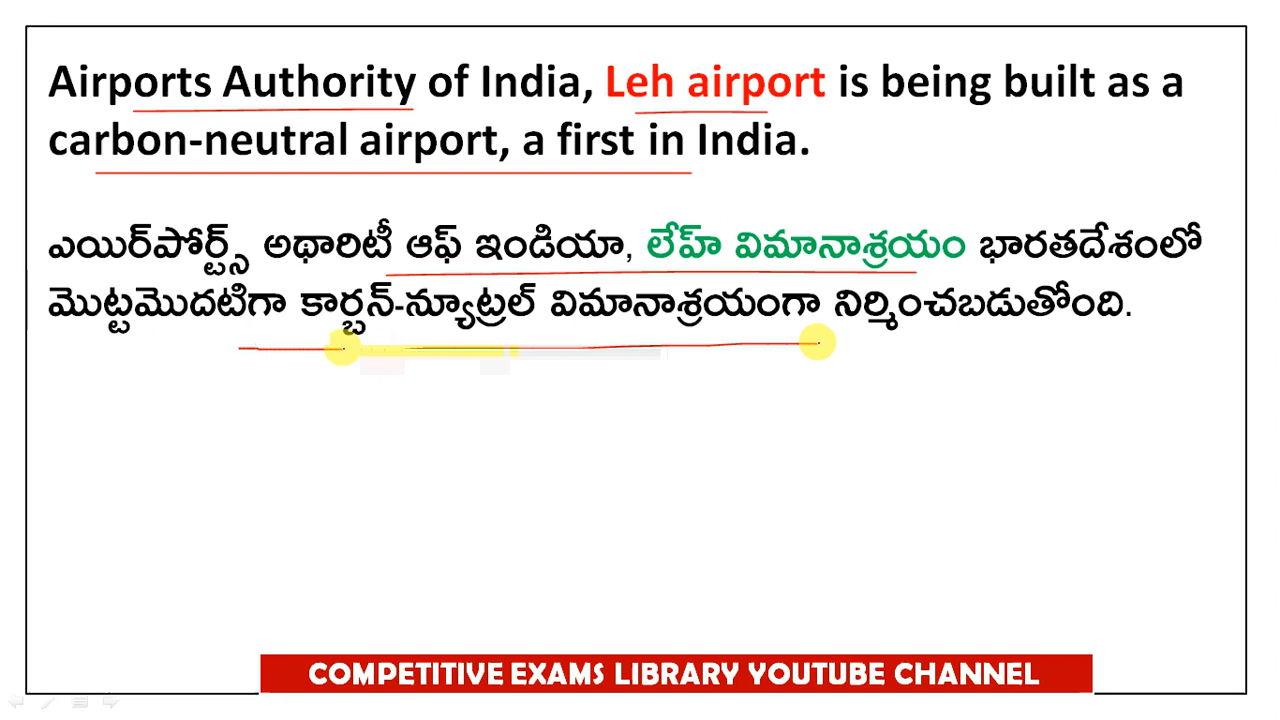 Airports Authority of India, Leh airport is being built as a
carbon-neutral airport, a first in India.
ఎయిర్‌పోర్ట్స్ అథారిటీ ఆఫ్ ఇండియా, లేహ్ విమానాశ్రయం భారతదేశంలో
మొట్టమొదటిగా కార్బన్-న్యూట్రల్ విమానాశ్రయంగా నిర్మించబడుతోంది.
COMPETITIVE EXAMS LIBRARY YOUTUBE CHANNEL